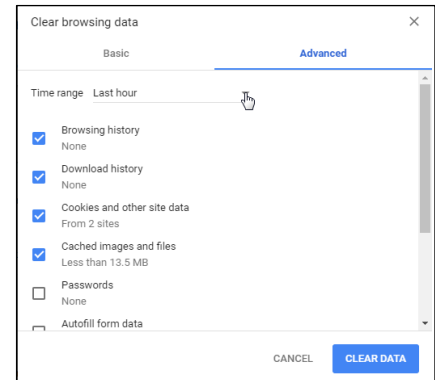 Clear browsing data
Basic Advanced
Time range Last hour
Browsing history
None
Download history
None
Cookies and other site data
From 2 sites
Cached images and files
Less than 13.5 MB
Passwords
None
Autofill form data
CANCEL CLEAR DATA